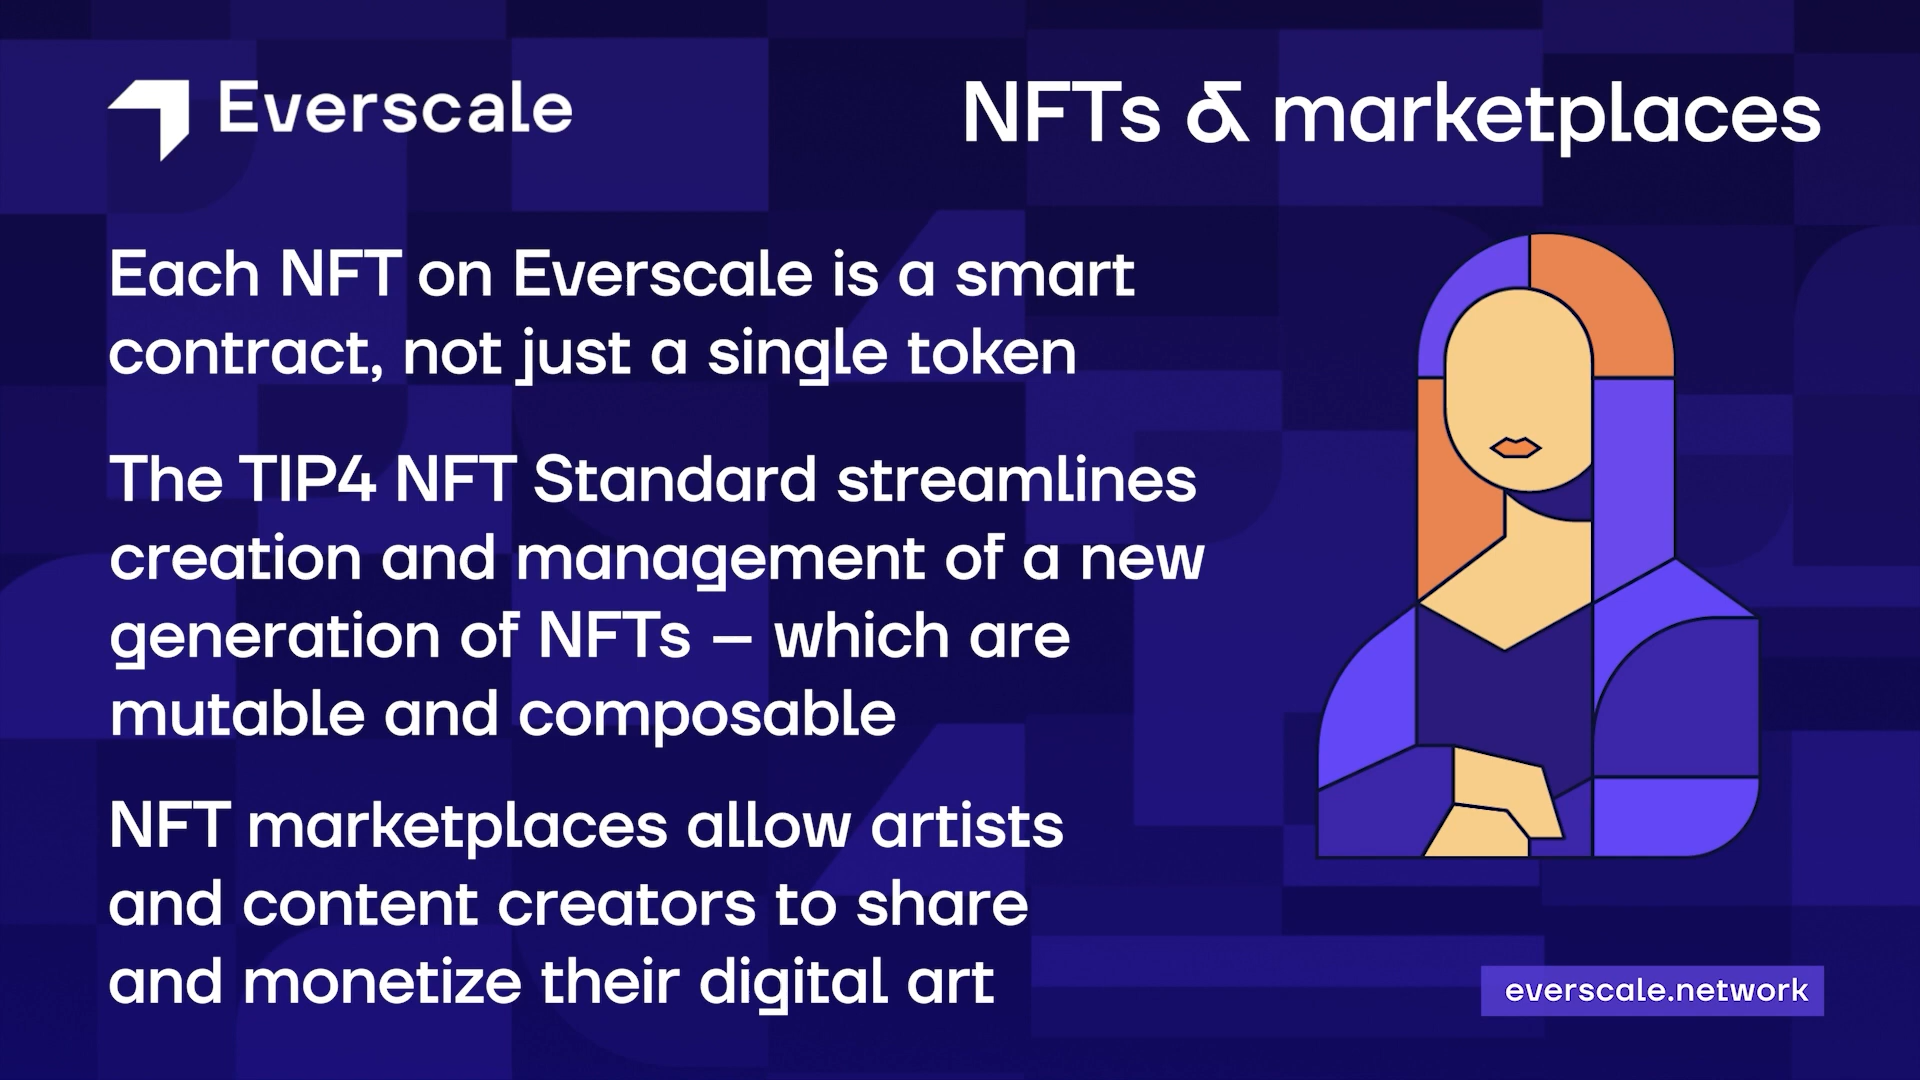 Everscale
NFTs & marketplaces
Each NFT on Everscale is a smart
contract, not just a single token
The TIP4 NFT Standard streamlines
creation and management of a new
generation of NFTs – which are
mutable and composable
NFT marketplaces allow artists
and content creators to share
and monetize their digital art
everscale.network